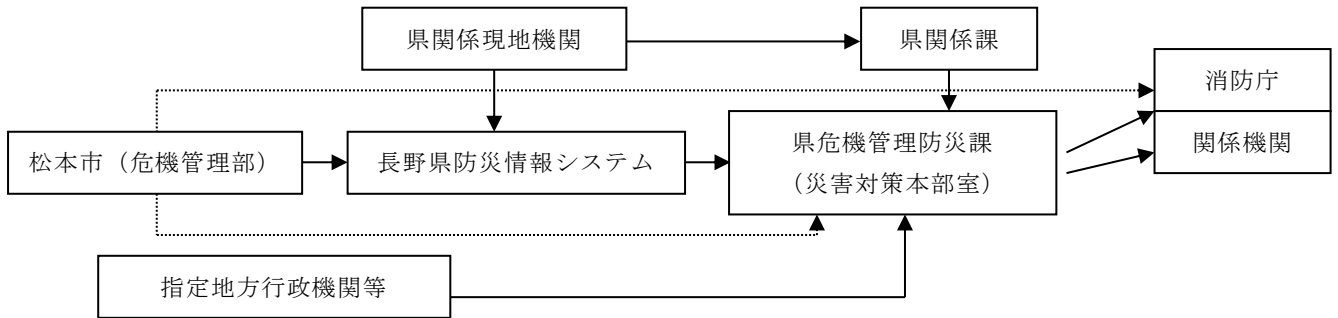 県関係現地機関
県関係課
消防庁
関係機関
松本市（危機管理部）
長野県防災情報システム
県危機管理防災課
（災害対策本部室）
指定地方行政機関等